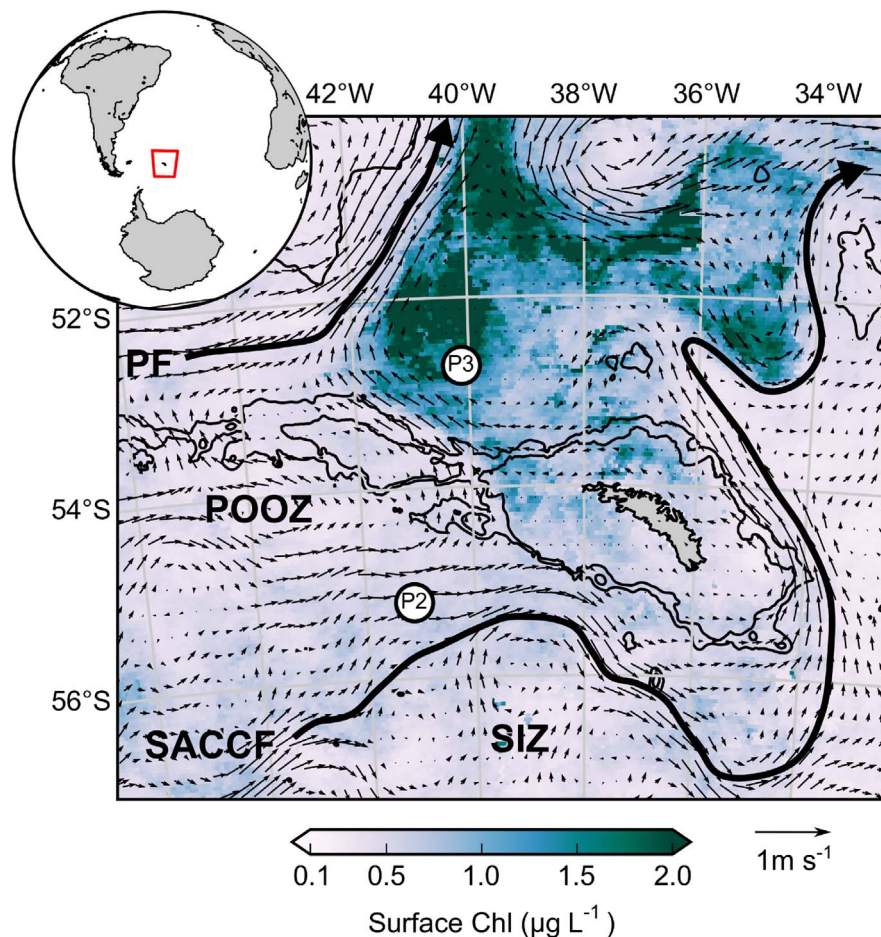 42°W 40°W 38°W 36°W 34°W
52°S
PF
P3
54°S
POOZ
P2
56°S
SACCF
SIZ
0.1 0.5 1.0 1.5 2.0
1m s⁻¹
Surface Chl (µg L⁻¹)